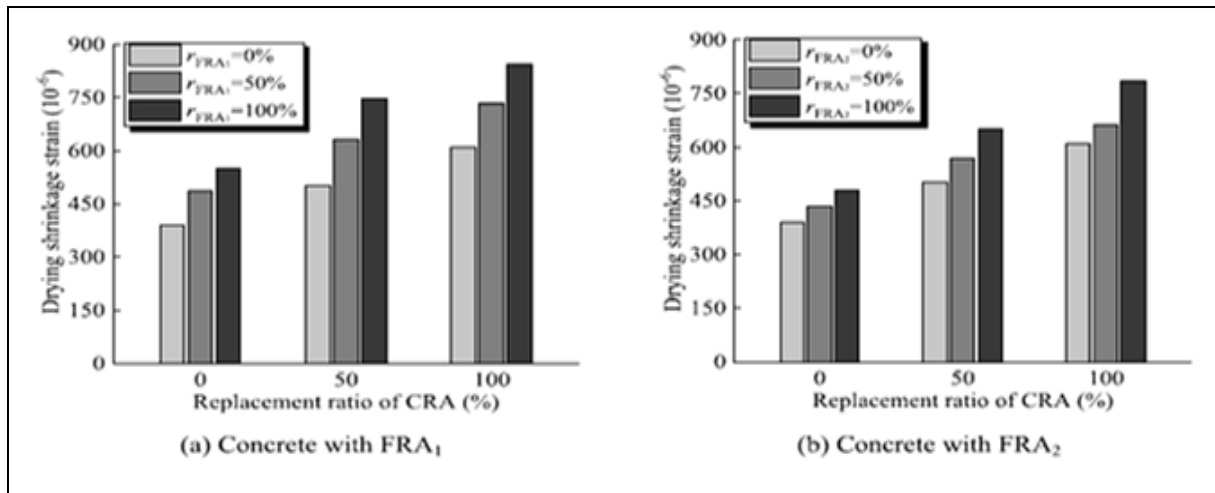 Drying shrinkage strain (10⁻⁶)
900
750
600
450
300
150
0
r_FRA₁=0%
r_FRA₁=50%
r_FRA₁=100%
0 50 100
Replacement ratio of CRA (%)
(a) Concrete with FRA₁
Drying shrinkage strain (10⁻⁶)
900
750
600
450
300
150
0
r_FRA₂=0%
r_FRA₂=50%
r_FRA₂=100%
0 50 100
Replacement ratio of CRA (%)
(b) Concrete with FRA₂